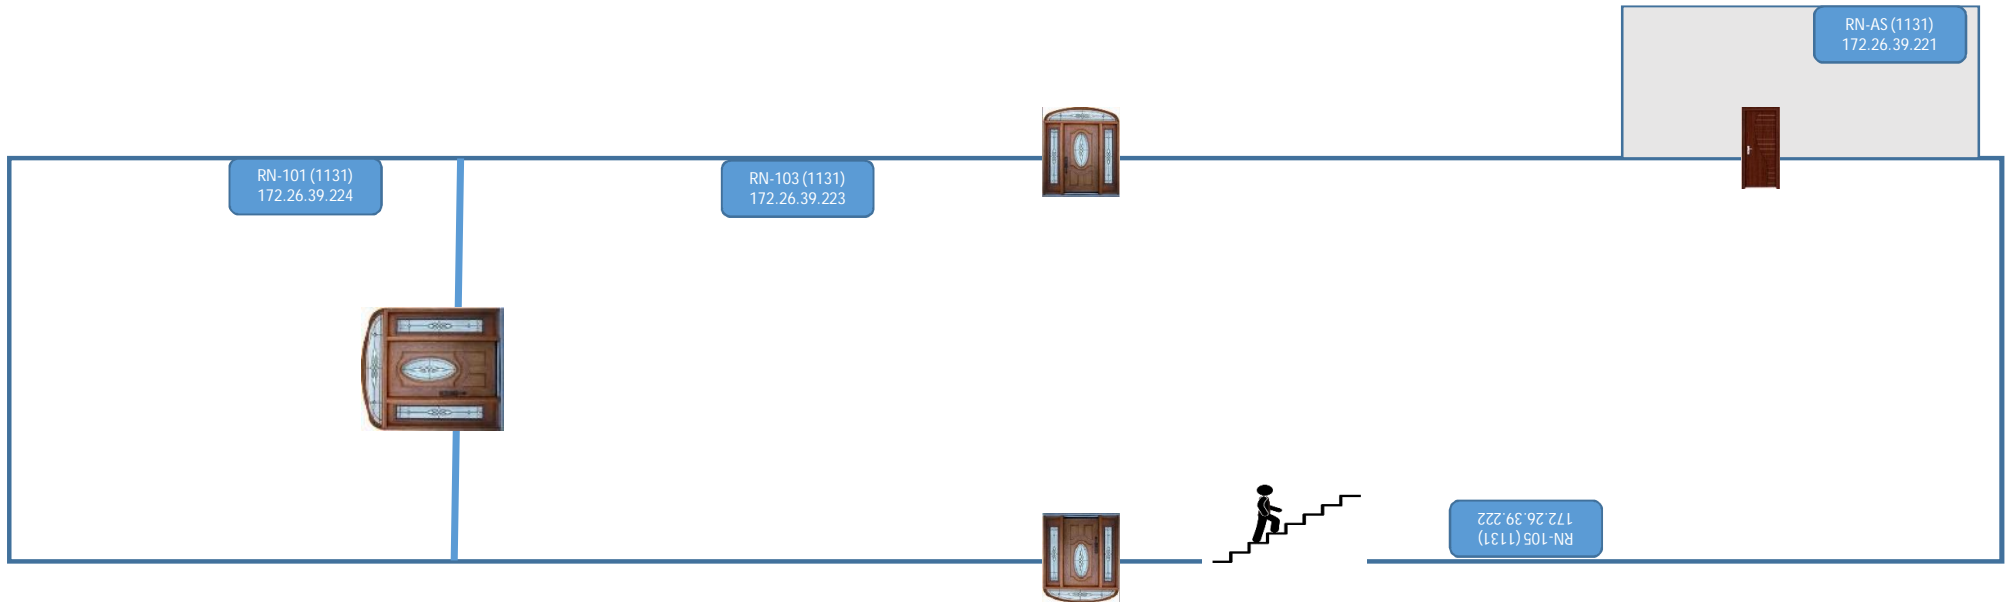 RN-AS (1131)
172.26.39.221
RN-101 (1131)
172.26.39.224
RN-103 (1131)
172.26.39.223
RN-105 (1131)
172.26.39.222